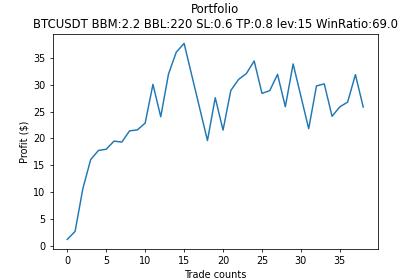 Portfolio
BTCUSDT BBM:2.2 BBL:220 SL:0.6 TP:0.8 lev:15 WinRatio:69.0
Profit ($)
35
30
25
20
15
10
5
0
0 5 10 15 20 25 30 35
Trade counts